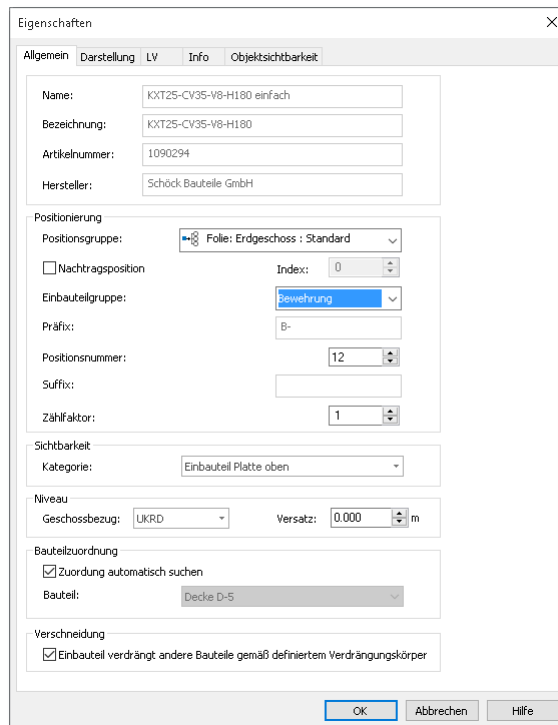 Eigenschaften
Allgemein Darstellung LV Info Objektsichtbarkeit
Name: KXT25-CV35-V8-H180 einfach
Bezeichnung: KXT25-CV35-V8-H180
Artikelnummer: 1090294
Hersteller: Schöck Bauteile GmbH
Positionierung
Positionsgruppe: Folie: Erdgeschoss : Standard
Nachtragsposition Index: 0
Einbauteilgruppe: Bewehrung
Präfix: B-
Positionsnummer: 12
Suffix:
Zählfaktor: 1
Sichtbarkeit
Kategorie: Einbauteil Platte oben
Niveau
Geschossbezug: UKRD Versatz: 0.000 m
Bauteilzuordnung
Zuordung automatisch suchen
Bauteil: Decke D-5
Verschneidung
Einbauteil verdrängt andere Bauteile gemäß definiertem Verdrängungskörper
OK Abbrechen Hilfe